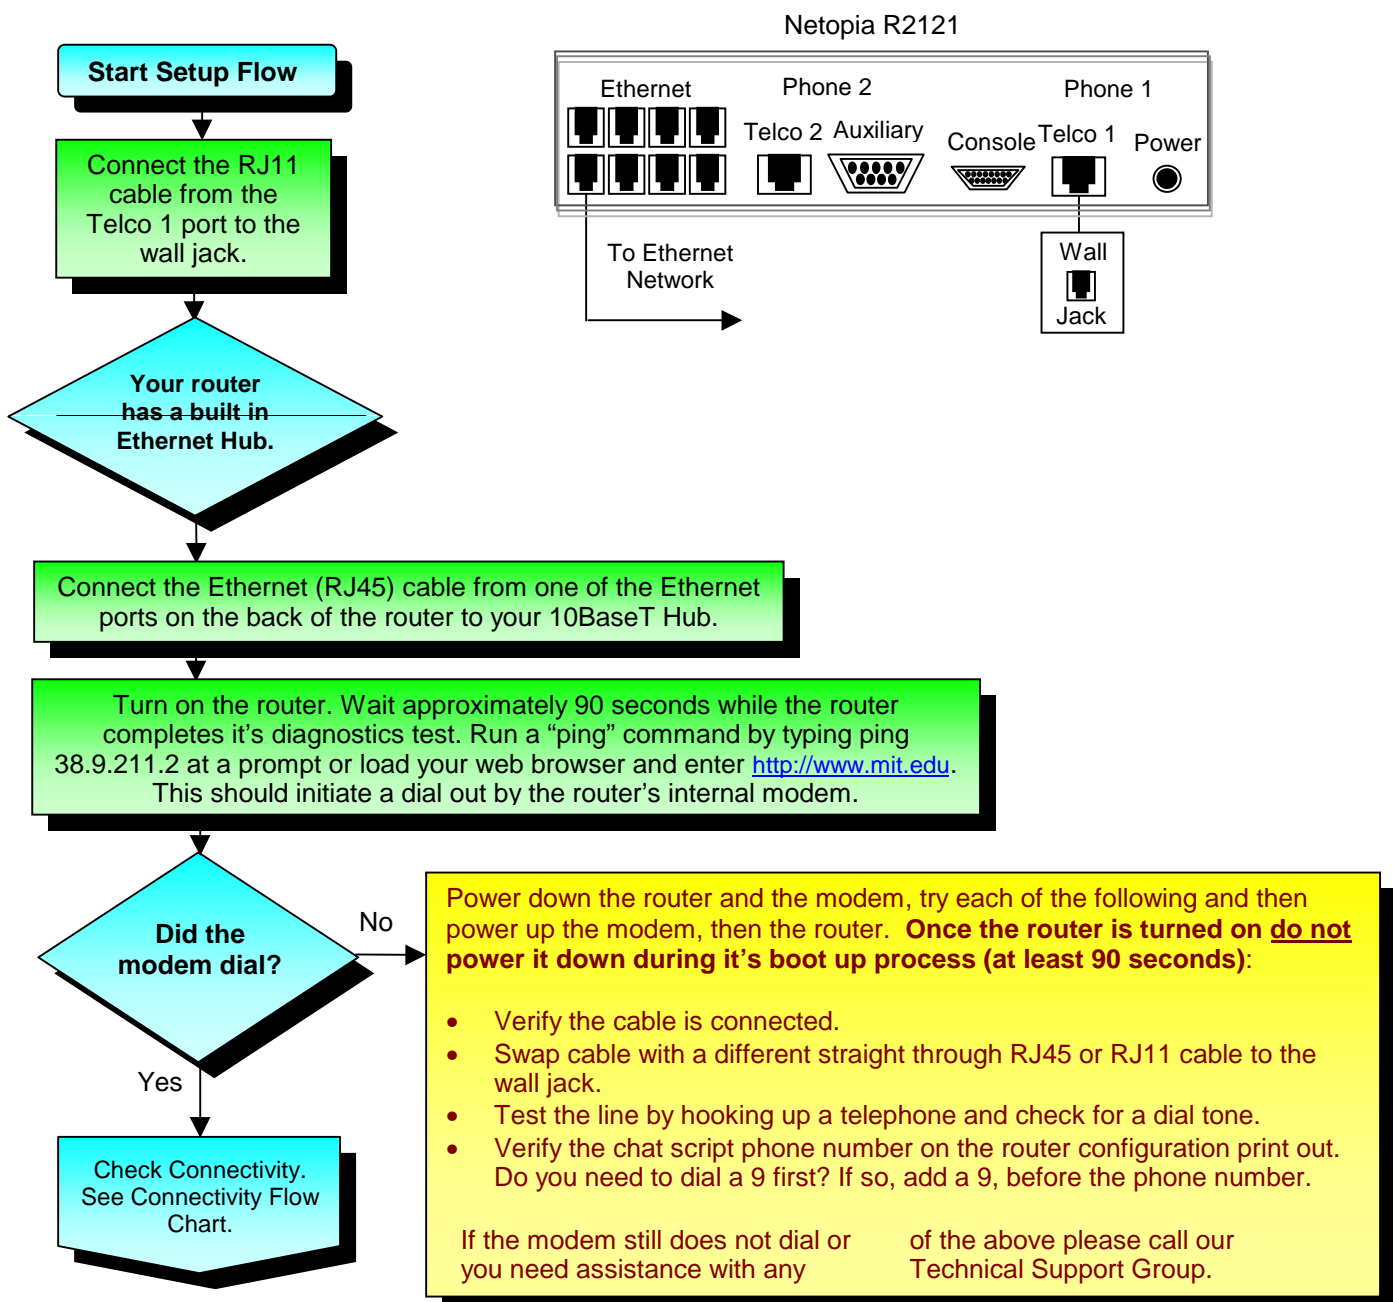 Netopia R2121
Start Setup Flow
Ethernet
Phone 2
Phone 1
Telco 2
Auxiliary
Console
Telco 1
Power
Connect the RJ11
cable from the
Telco 1 port to the
wall jack.
To Ethernet
Network
Wall
Jack
Your router
has a built in
Ethernet Hub.
Connect the Ethernet (RJ45) cable from one of the Ethernet
ports on the back of the router to your 10BaseT Hub.
Turn on the router. Wait approximately 90 seconds while the router
completes it's diagnostics test. Run a “ping” command by typing ping
38.9.211.2 at a prompt or load your web browser and enter http://www.mit.edu.
This should initiate a dial out by the router’s internal modem.
Did the
modem dial?
No
Yes
Power down the router and the modem, try each of the following and then
power up the modem, then the router. Once the router is turned on do not
power it down during it’s boot up process (at least 90 seconds):
• Verify the cable is connected.
• Swap cable with a different straight through RJ45 or RJ11 cable to the
wall jack.
• Test the line by hooking up a telephone and check for a dial tone.
• Verify the chat script phone number on the router configuration print out.
Do you need to dial a 9 first? If so, add a 9, before the phone number.
If the modem still does not dial or
you need assistance with any
of the above please call our
Technical Support Group.
Check Connectivity.
See Connectivity Flow
Chart.